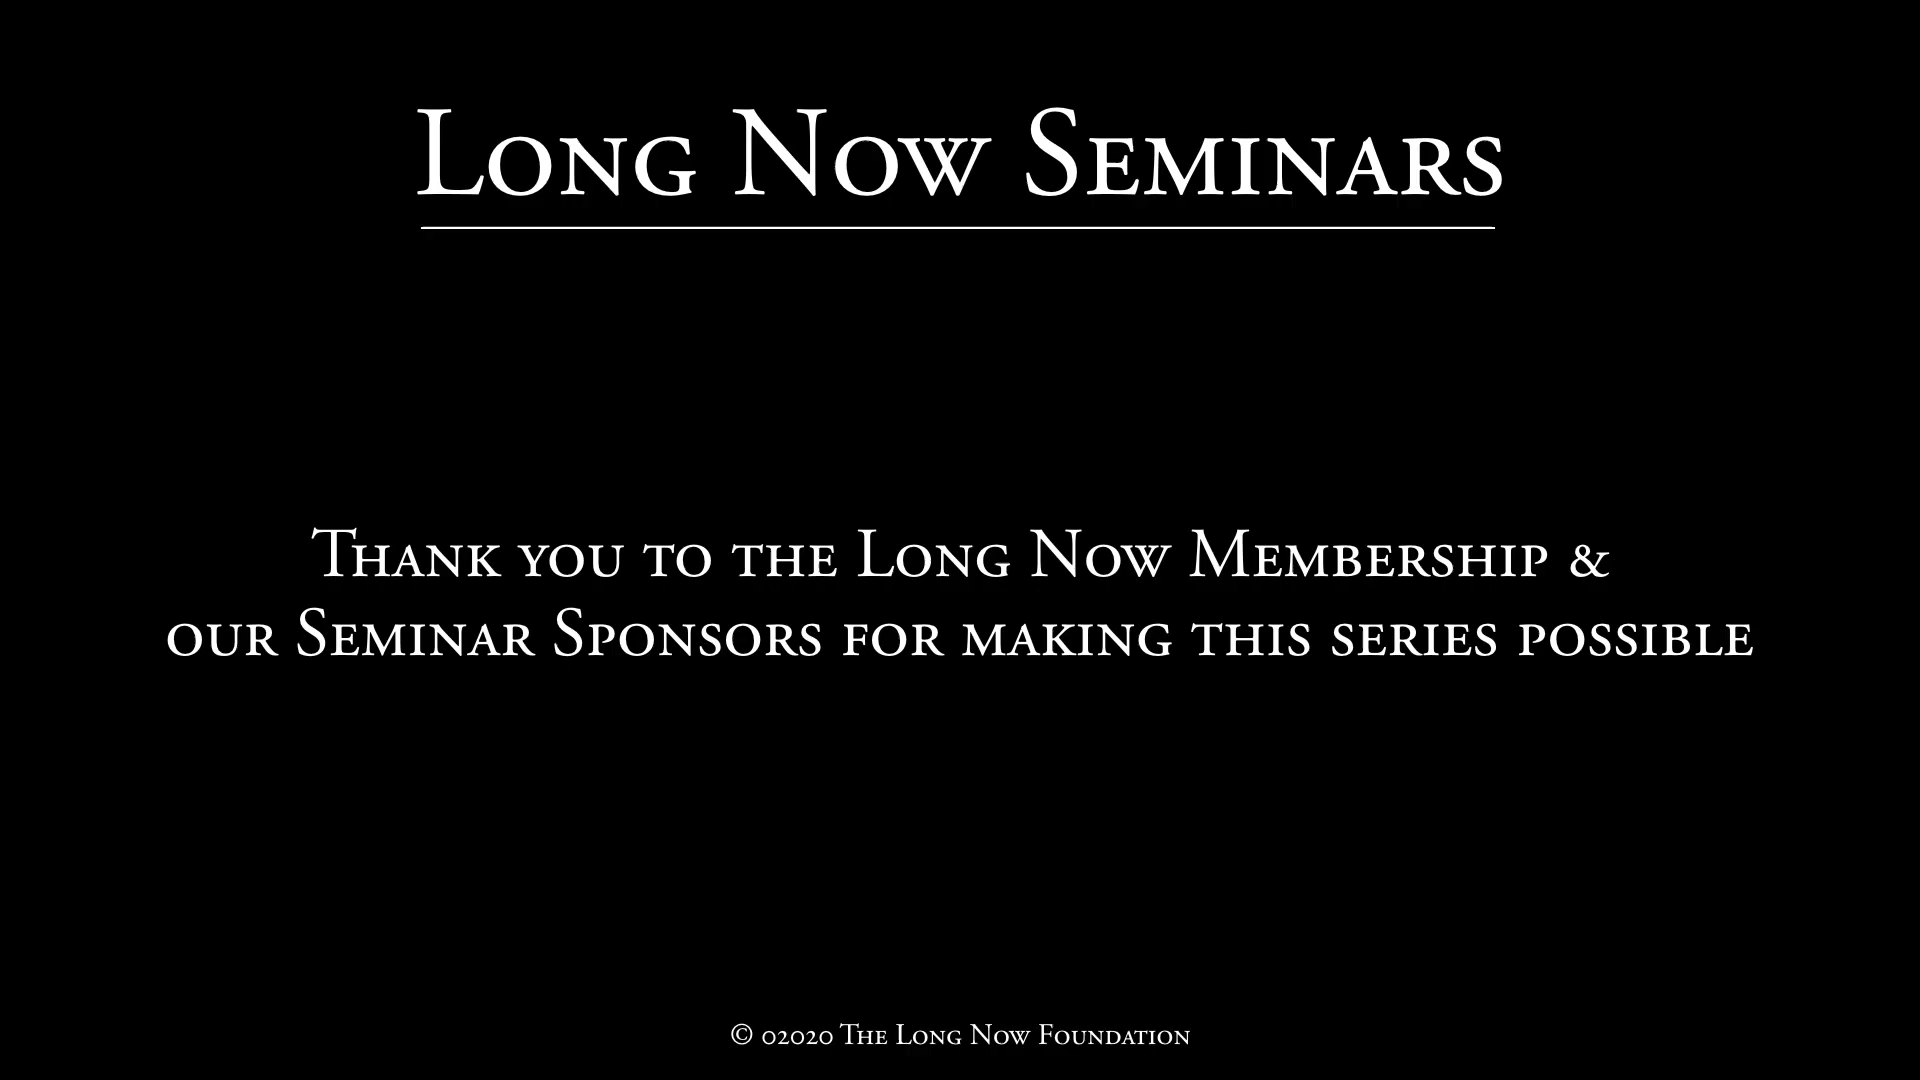 Long Now Seminars
Thank you to the Long Now Membership &
our Seminar Sponsors for making this series possible
© 02020 The Long Now Foundation